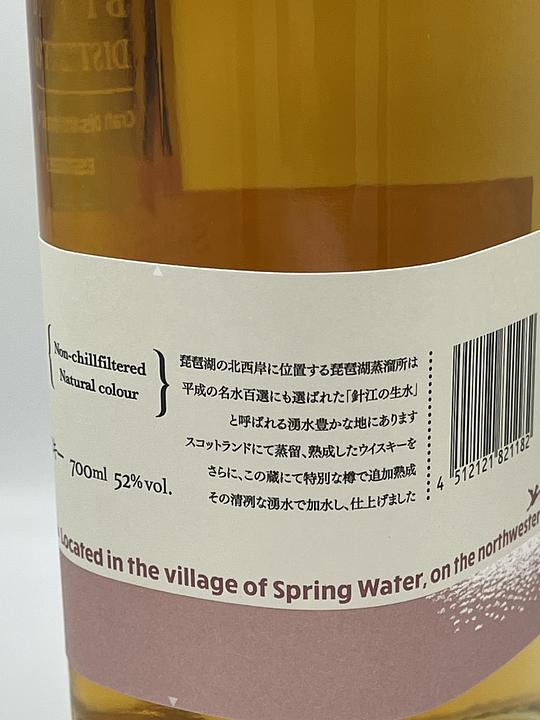 Non-chillfiltered
Natural colour
琵琶湖の北西岸に位置する琵琶湖蒸溜所は
平成の名水百選にも選ばれた「針江の生水」
と呼ばれる湧水豊かな地にあります
スコットランドにて蒸留、熟成したウイスキーを
さらに、この蔵にて特別な樽で追加熟成
その清冽な湧水で加水し、仕上げました
キー 700ml 52% vol.
4 512121 821182
Located in the village of Spring Water, on the northwester